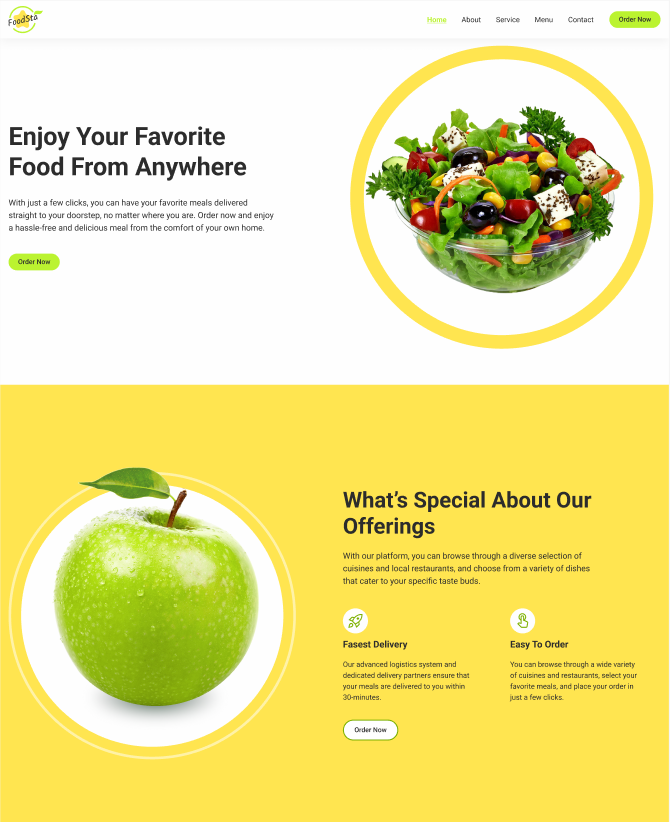 FoodSta
Home About Service Menu Contact Order Now
Enjoy Your Favorite
Food From Anywhere
With just a few clicks, you can have your favorite meals delivered
straight to your doorstep, no matter where you are. Order now and enjoy
a hassle-free and delicious meal from the comfort of your own home.
Order Now
What's Special About Our
Offerings
With our platform, you can browse through a diverse selection of
cuisines and local restaurants, and choose from a variety of dishes
that cater to your specific taste buds.
Fasest Delivery
Our advanced logistics system and
dedicated delivery partners ensure that
your meals are delivered to you within
30-minutes.
Easy To Order
You can browse through a wide variety
of cuisines and restaurants, select your
favorite meals, and place your order in
just a few clicks.
Order Now